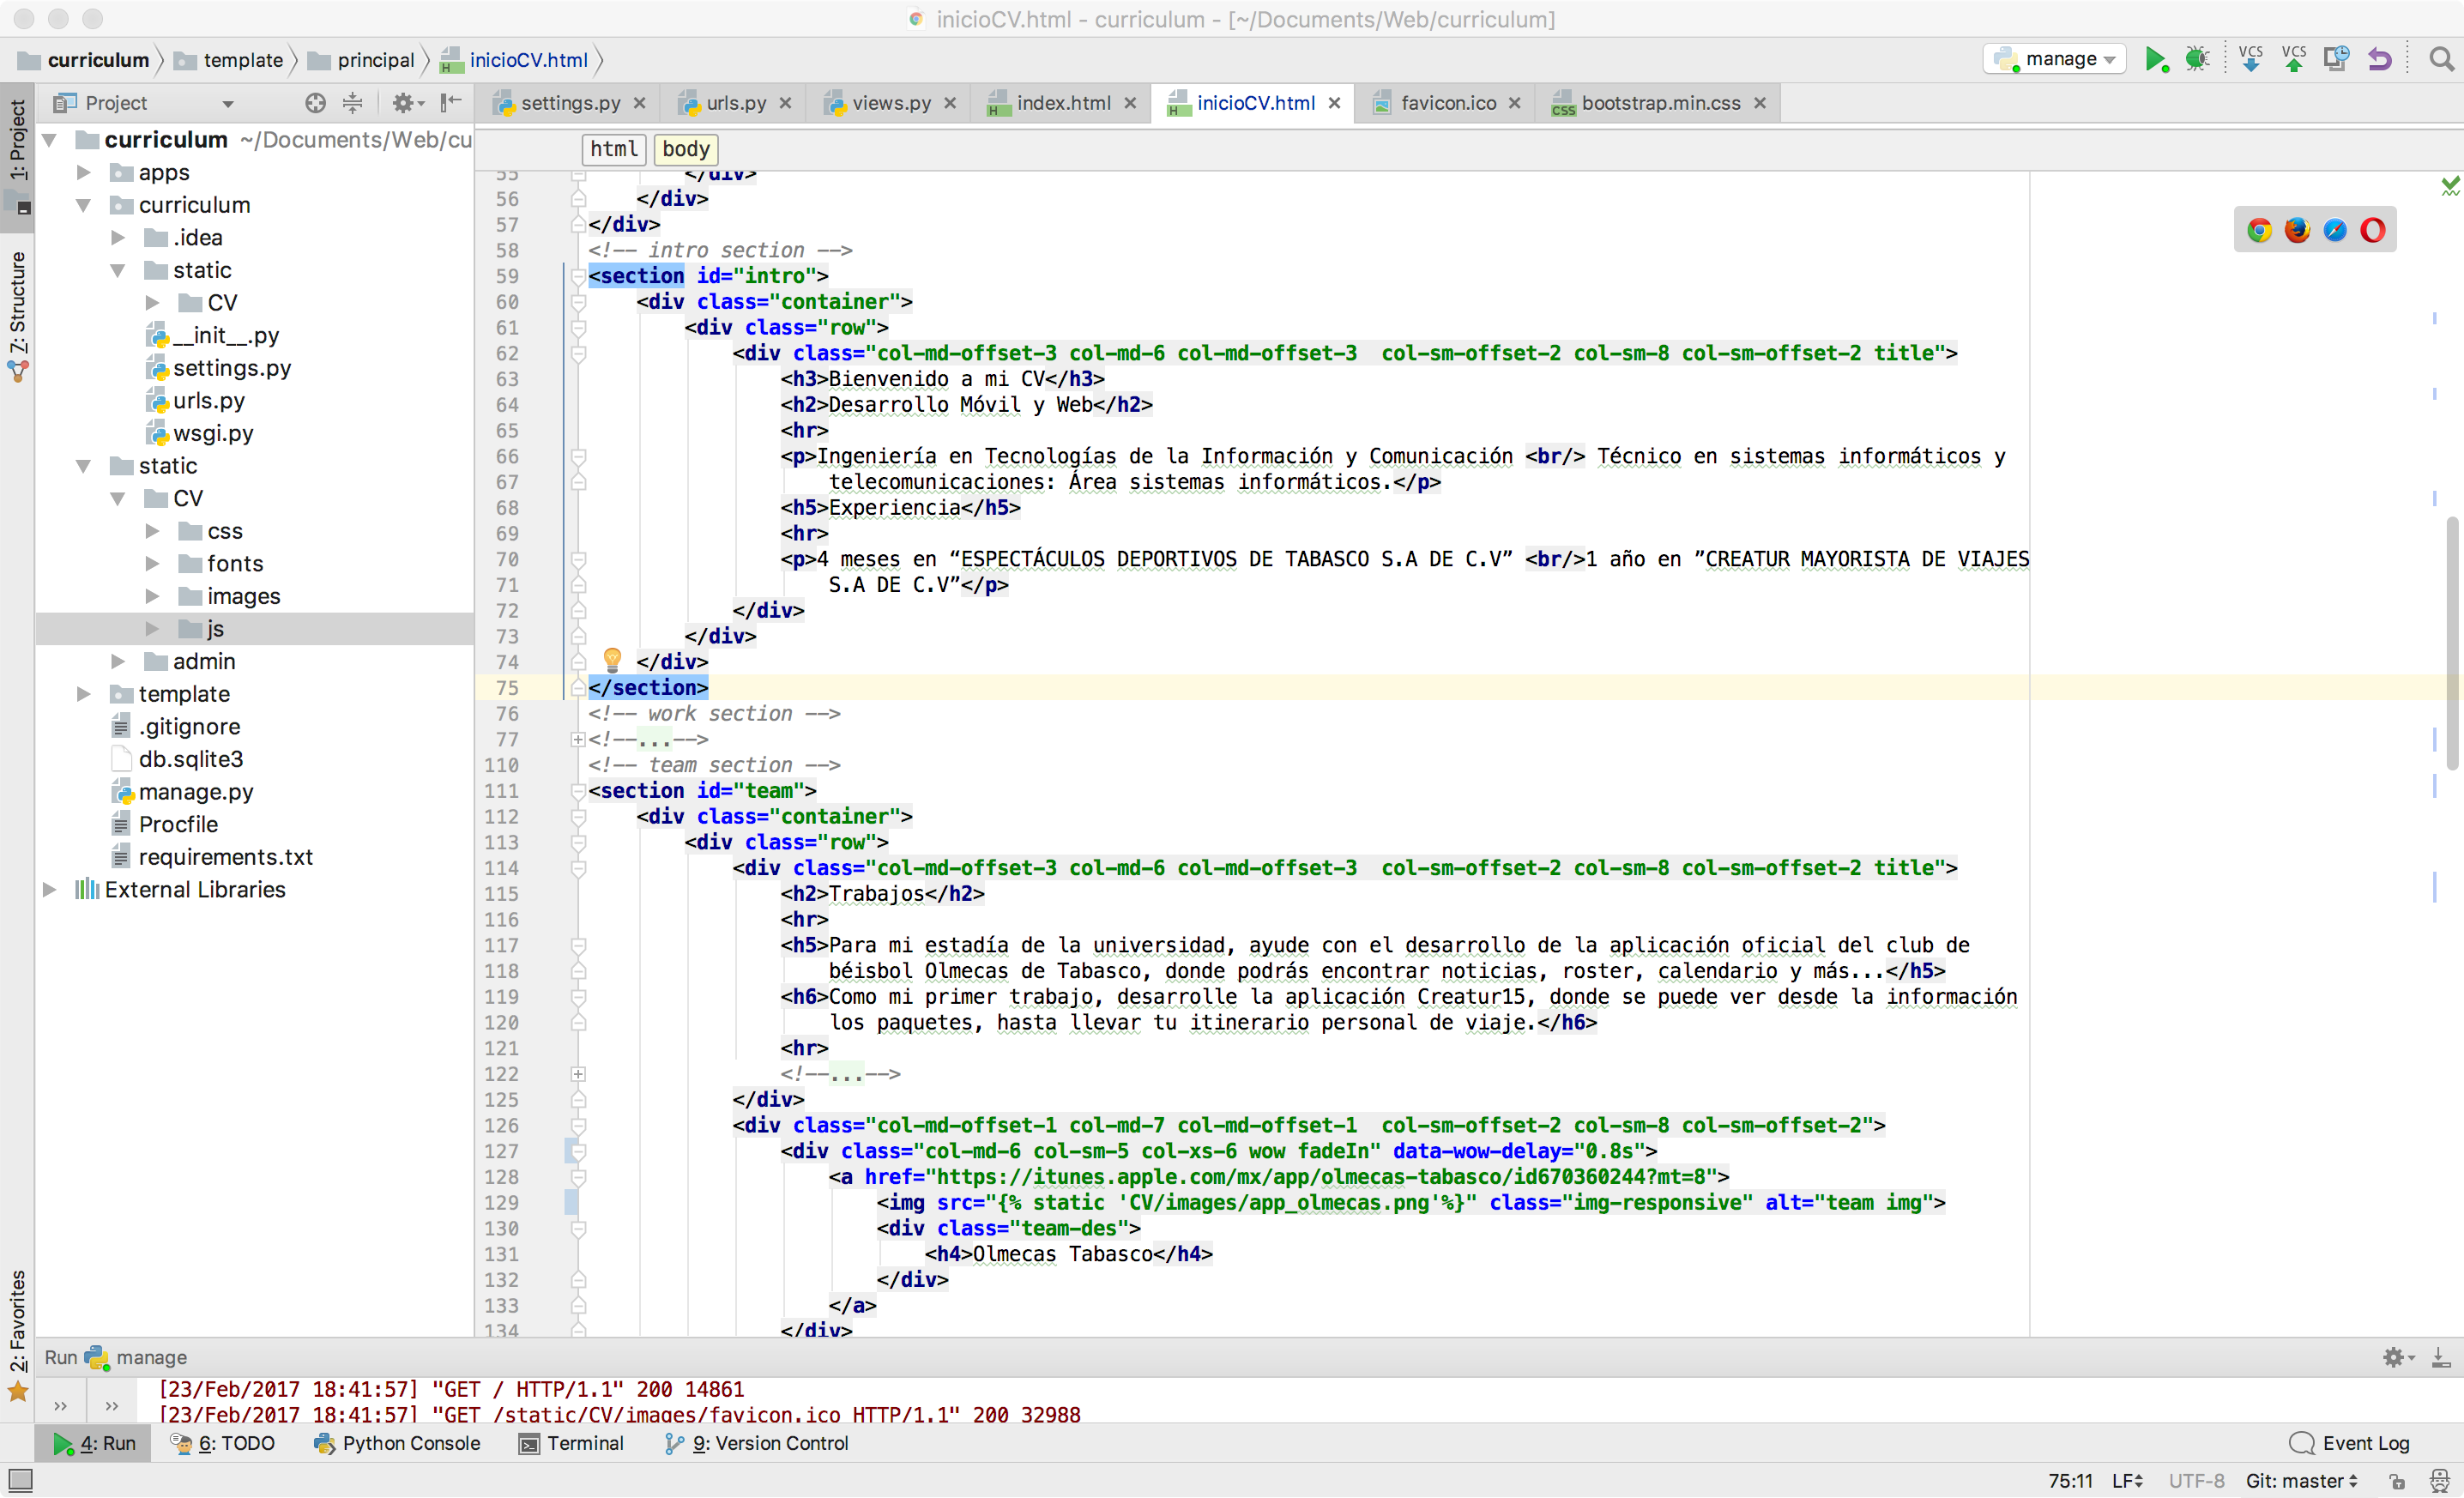 inicioCV.html - curriculum - [~/Documents/Web/curriculum]
curriculum template principal inicioCV.html manage VCS VCS
1: Project
7: Structure
2: Favorites
Project
settings.py urls.py views.py index.html inicioCV.html favicon.ico bootstrap.min.css
html body
curriculum ~/Documents/Web/cu
apps
curriculum
.idea
static
CV
__init__.py
settings.py
urls.py
wsgi.py
static
CV
css
fonts
images
js
admin
template
.gitignore
db.sqlite3
manage.py
Procfile
requirements.txt
External Libraries
55 </div>
56 </div>
57 </div>
58 <!-- intro section -->
59 <section id="intro">
60 <div class="container">
61 <div class="row">
62 <div class="col-md-offset-3 col-md-6 col-md-offset-3  col-sm-offset-2 col-sm-8 col-sm-offset-2 title">
63 <h3>Bienvenido a mi CV</h3>
64 <h2>Desarrollo Móvil y Web</h2>
65 <hr>
66 <p>Ingeniería en Tecnologías de la Información y Comunicación <br/> Técnico en sistemas informáticos y
67 telecomunicaciones: Área sistemas informáticos.</p>
68 <h5>Experiencia</h5>
69 <hr>
70 <p>4 meses en “ESPECTÁCULOS DEPORTIVOS DE TABASCO S.A DE C.V” <br/>1 año en ”CREATUR MAYORISTA DE VIAJES
71 S.A DE C.V”</p>
72 </div>
73 </div>
74 </div>
75 </section>
76 <!-- work section -->
77 <!--...-->
110 <!-- team section -->
111 <section id="team">
112 <div class="container">
113 <div class="row">
114 <div class="col-md-offset-3 col-md-6 col-md-offset-3  col-sm-offset-2 col-sm-8 col-sm-offset-2 title">
115 <h2>Trabajos</h2>
116 <hr>
117 <h5>Para mi estadía de la universidad, ayude con el desarrollo de la aplicación oficial del club de
118 béisbol Olmecas de Tabasco, donde podrás encontrar noticias, roster, calendario y más...</h5>
119 <h6>Como mi primer trabajo, desarrolle la aplicación Creatur15, donde se puede ver desde la información
120 los paquetes, hasta llevar tu itinerario personal de viaje.</h6>
121 <hr>
122 <!--...-->
125 </div>
126 <div class="col-md-offset-1 col-md-7 col-md-offset-1  col-sm-offset-2 col-sm-8 col-sm-offset-2">
127 <div class="col-md-6 col-sm-5 col-xs-6 wow fadeIn" data-wow-delay="0.8s">
128 <a href="https://itunes.apple.com/mx/app/olmecas-tabasco/id670360244?mt=8">
129 <img src="{% static 'CV/images/app_olmecas.png'%}" class="img-responsive" alt="team img">
130 <div class="team-des">
131 <h4>Olmecas Tabasco</h4>
132 </div>
133 </a>
134 </div>
Run manage
[23/Feb/2017 18:41:57] "GET / HTTP/1.1" 200 14861
[23/Feb/2017 18:41:57] "GET /static/CV/images/favicon.ico HTTP/1.1" 200 32988
4: Run 6: TODO Python Console Terminal 9: Version Control Event Log
75:11 LF UTF-8 Git: master